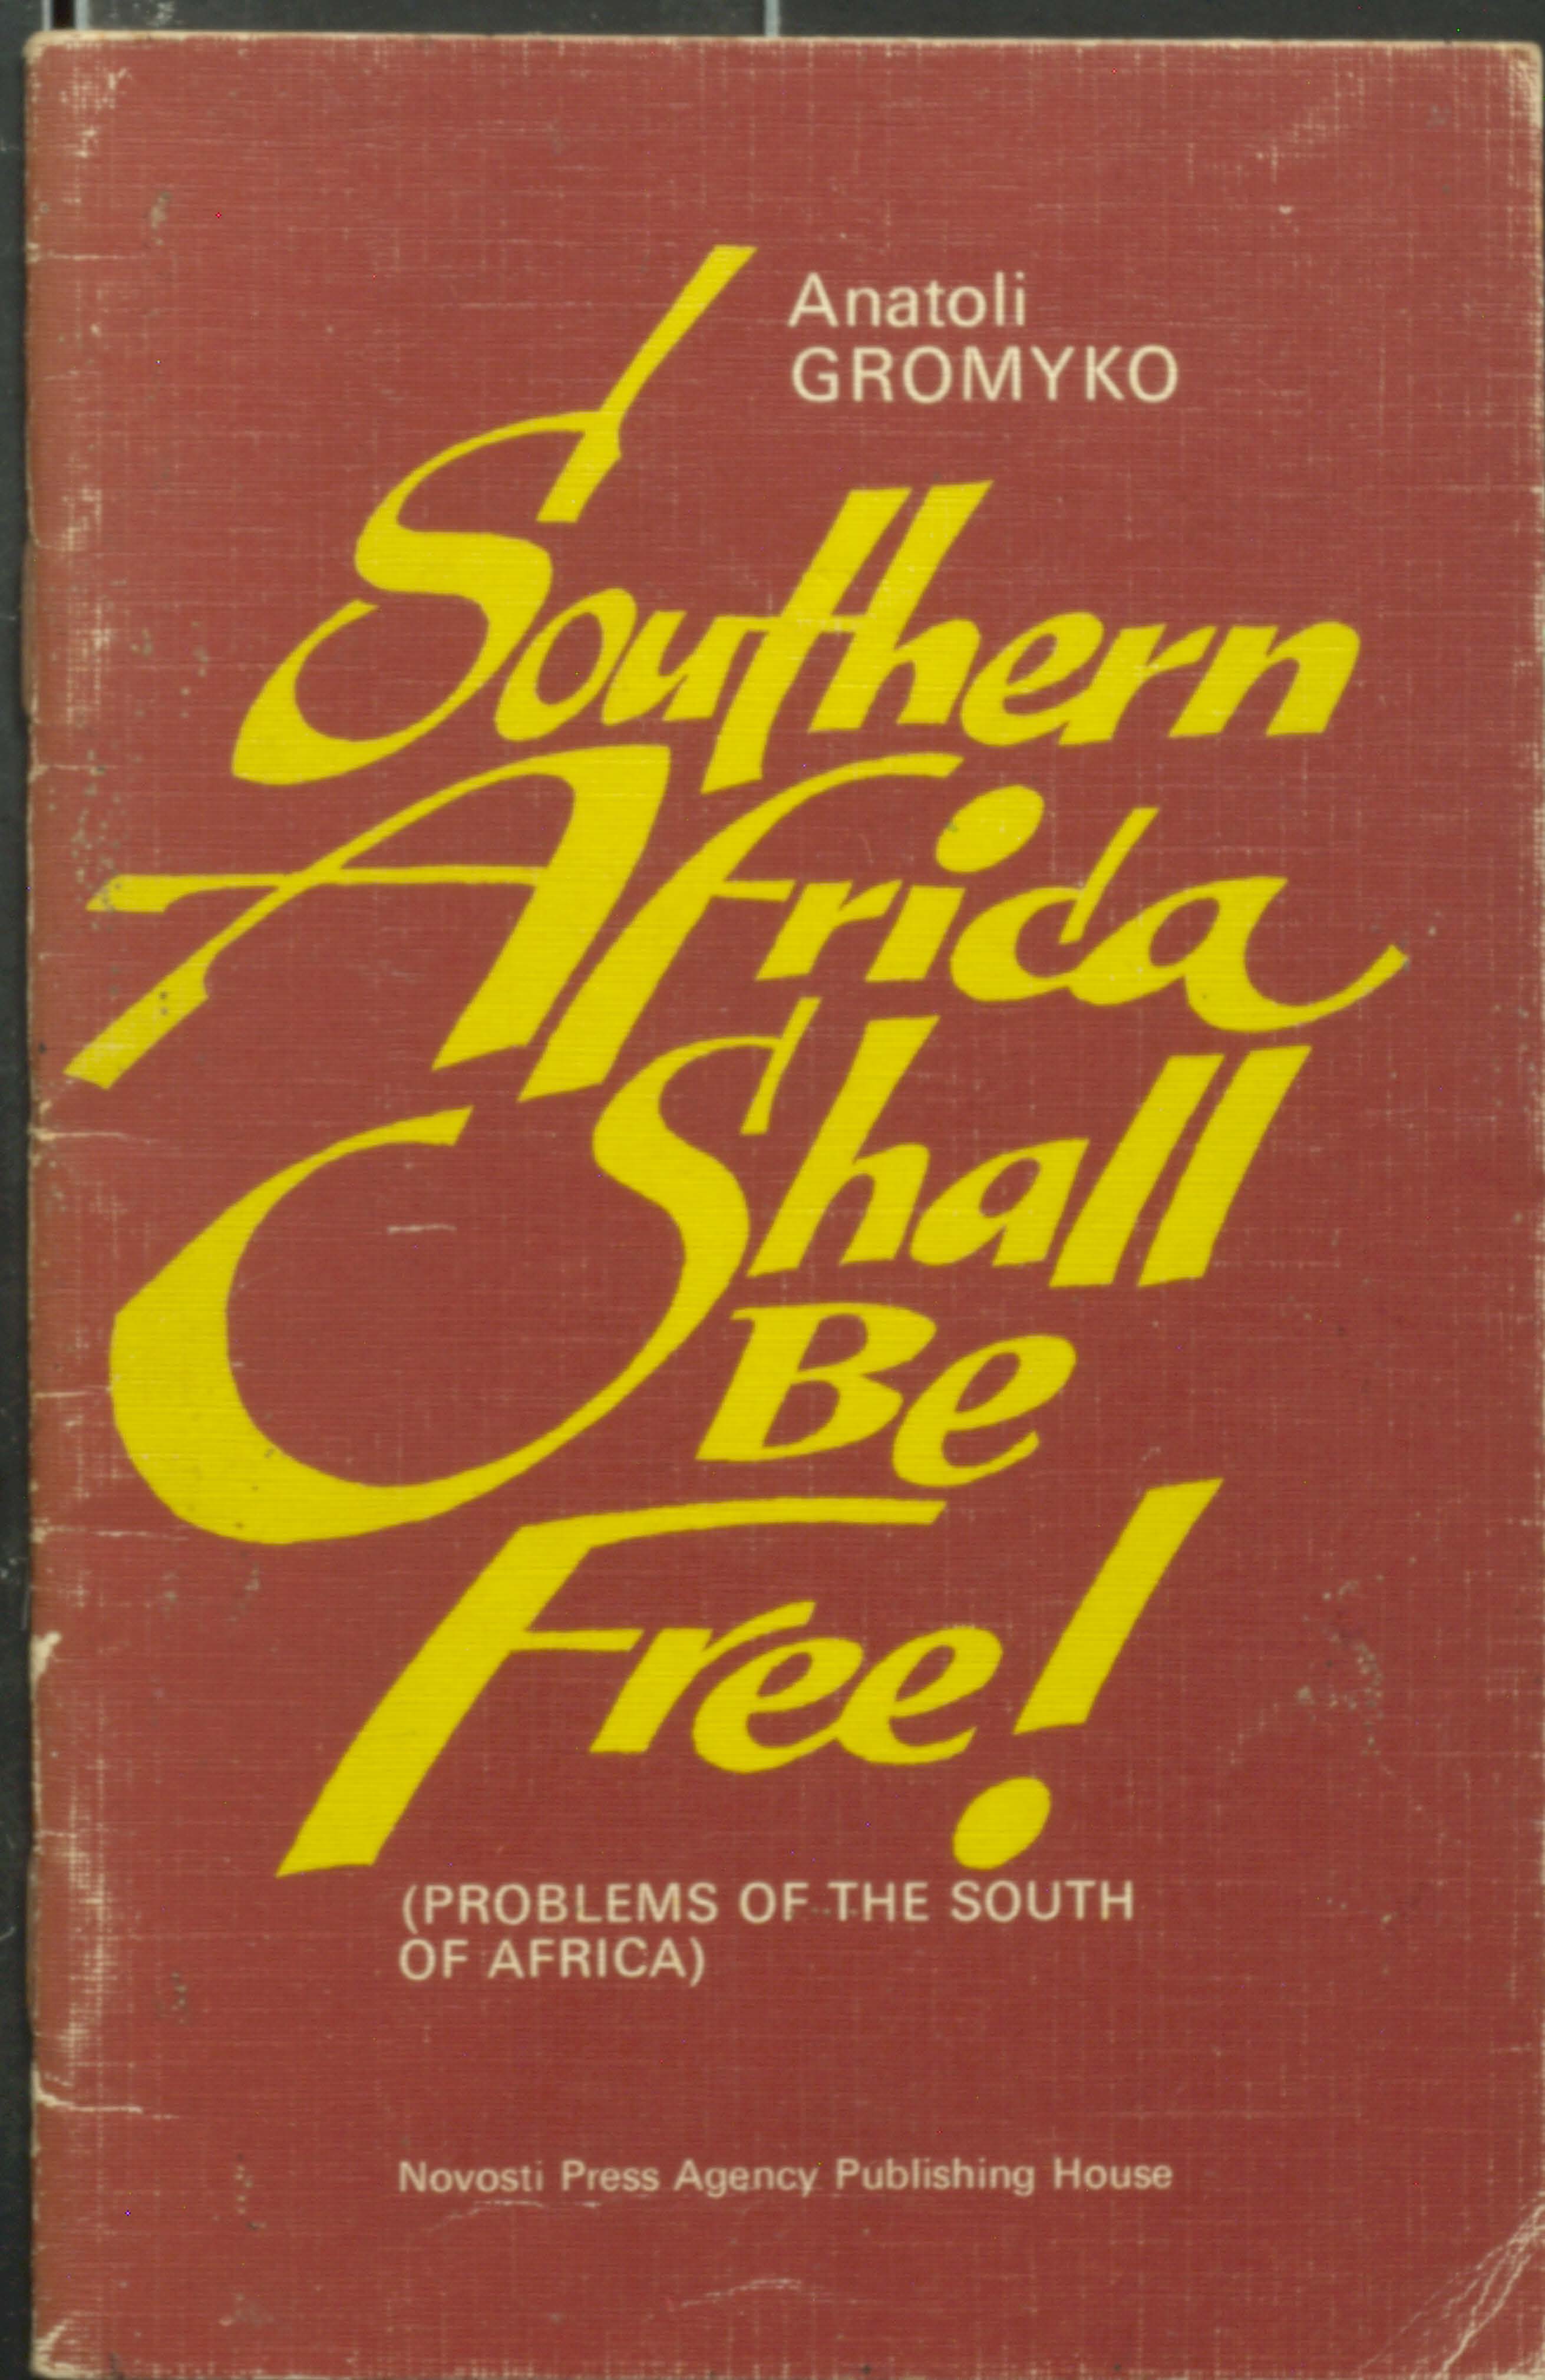 Anatoli
GROMYKO
Southern
Africa
Shall
Be
Free!
(PROBLEMS OF THE SOUTH
OF AFRICA)
Novosti Press Agency Publishing House